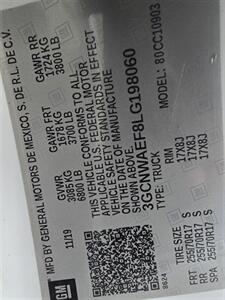 MFD BY GENERAL MOTORS DE MEXICO, S. DE R.L. DE C.V.
11/19
GVWR
3085 KG
6800 LB
GAWR FRT
1678 KG
3700 LB
GAWR RR
1724 KG
3800 LB
THIS VEHICLE CONFORMS TO ALL
APPLICABLE U.S. FEDERAL MOTOR
VEHICLE SAFETY STANDARDS IN EFFECT
ON THE DATE OF MANUFACTURE
SHOWN ABOVE.
3GCNWAEF8LG198060
TYPE: TRUCK
80CC10903
GM
8624
TIRE SIZE
RIM
FRT 255/70R17 S
17X8J
RR 255/70R17 S
17X8J
SPA 255/70R17 S
17X8J